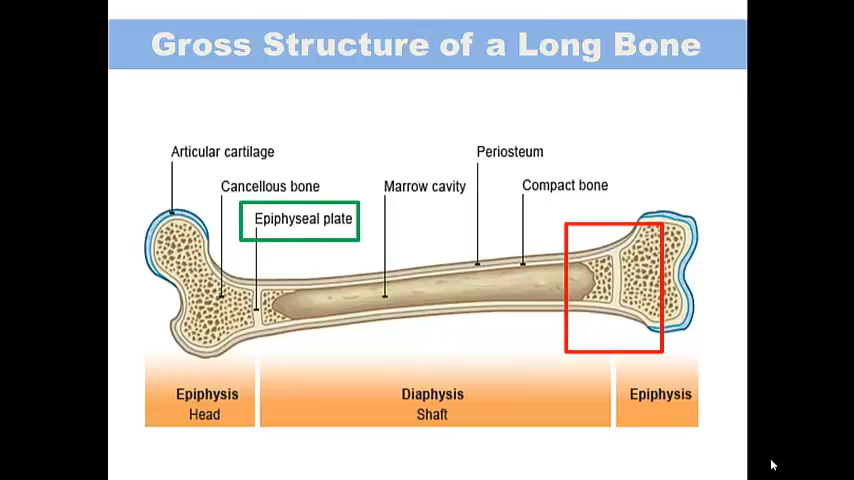 Gross Structure of a Long Bone
Articular cartilage
Periosteum
Cancellous bone
Marrow cavity
Compact bone
Epiphyseal plate
Epiphysis
Head
Diaphysis
Shaft
Epiphysis